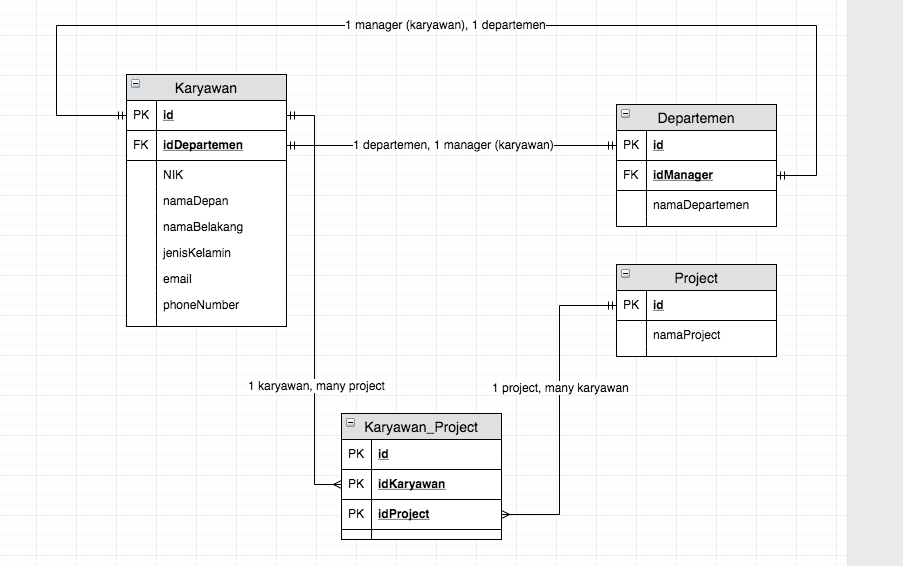 1 manager (karyawan), 1 departemen
Karyawan
PK id
FK idDepartemen
NIK
namaDepan
namaBelakang
jenisKelamin
email
phoneNumber
1 departemen, 1 manager (karyawan)
Departemen
PK id
FK idManager
namaDepartemen
Project
PK id
namaProject
1 karyawan, many project
1 project, many karyawan
Karyawan_Project
PK id
PK idKaryawan
PK idProject